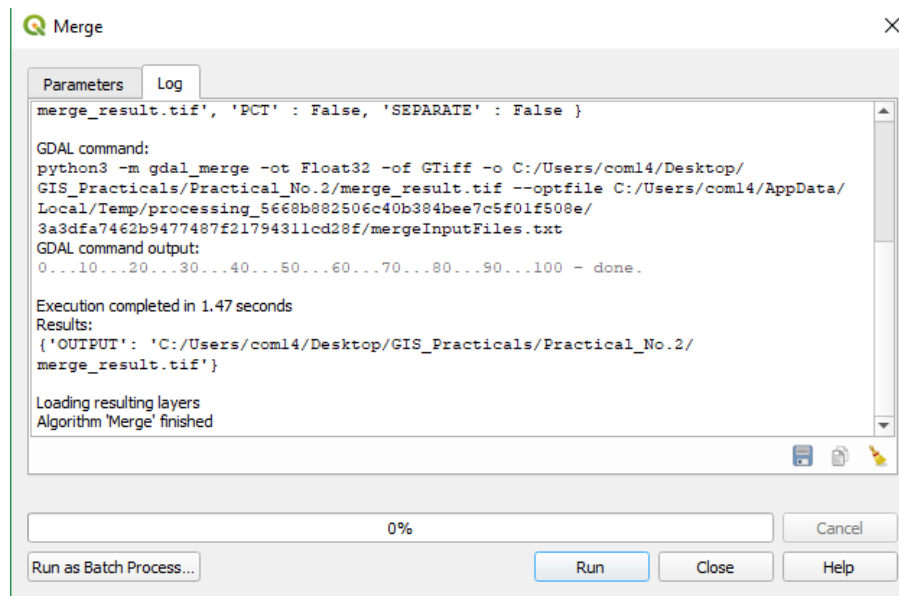 Merge
Parameters
Log
merge_result.tif', 'PCT' : False, 'SEPARATE' : False }
GDAL command:
python3 -m gdal_merge -ot Float32 -of GTiff -o C:/Users/com14/Desktop/
GIS_Practicals/Practical_No.2/merge_result.tif --optfile C:/Users/com14/AppData/
Local/Temp/processing_5668b882506c40b384bee7c5f01f508e/
3a3dfa7462b9477487f21794311cd28f/mergeInputFiles.txt
GDAL command output:
0...10...20...30...40...50...60...70...80...90...100 - done.
Execution completed in 1.47 seconds
Results:
{'OUTPUT': 'C:/Users/com14/Desktop/GIS_Practicals/Practical_No.2/
merge_result.tif'}
Loading resulting layers
Algorithm 'Merge' finished
0%
Cancel
Run as Batch Process...
Run
Close
Help